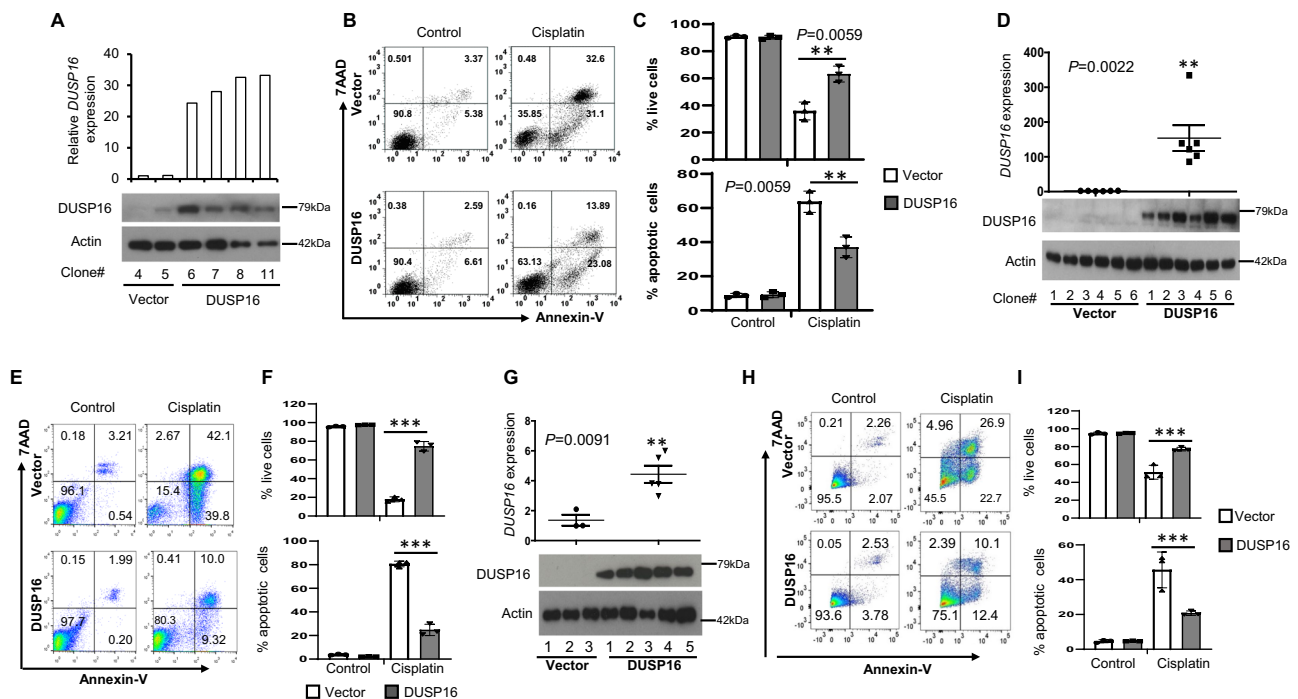 A
Relative DUSP16
expression
40
30
20
10
0
DUSP16
79kDa
Actin
42kDa
Clone#
4 5 6 7 8 11
Vector DUSP16
B
Control Cisplatin
7AAD
Vector
0.501 3.37
90.8 5.38
0.48 32.6
35.85 31.1
DUSP16
0.38 2.59
90.4 6.61
0.16 13.89
63.13 23.08
Annexin-V
C
% live cells
100
80
60
40
20
0
P=0.0059
**
% apoptotic cells
80
60
40
20
0
P=0.0059
**
Control Cisplatin
Vector
DUSP16
D
DUSP16 expression
400
300
200
100
0
P=0.0022
**
DUSP16
79kDa
Actin
42kDa
Clone#
1 2 3 4 5 6 1 2 3 4 5 6
Vector DUSP16
E
Control Cisplatin
7AAD
Vector
0.18 3.21
96.1 0.54
2.67 42.1
15.4 39.8
DUSP16
0.15 1.99
97.7 0.20
0.41 10.0
80.3 9.32
Annexin-V
F
% live cells
120
100
80
60
40
20
0
***
% apoptotic cells
100
80
60
40
20
0
***
Control Cisplatin
Vector DUSP16
G
DUSP16 expression
8
6
4
2
0
P=0.0091
**
DUSP16
79kDa
Actin
42kDa
1 2 3 1 2 3 4 5
Vector DUSP16
H
Control Cisplatin
7AAD
Vector
0.21 2.26
95.5 2.07
4.96 26.9
45.5 22.7
DUSP16
0.05 2.53
93.6 3.78
2.39 10.1
75.1 12.4
Annexin-V
I
% live cells
120
100
80
60
40
20
0
***
% apoptotic cells
60
40
20
0
***
Control Cisplatin
Vector
DUSP16